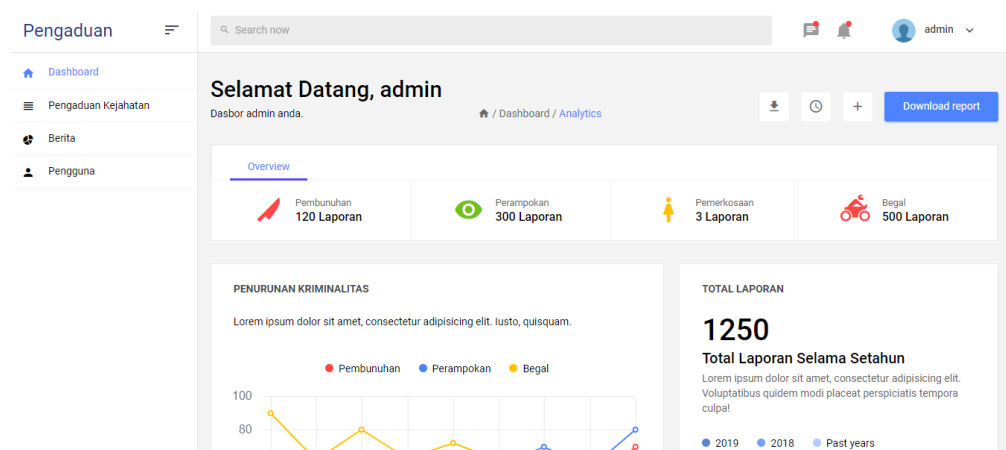 Pengaduan
Search now
admin
Dashboard
Pengaduan Kejahatan
Berita
Pengguna
Selamat Datang, admin
Dasbor admin anda.
/ Dashboard / Analytics
Download report
Overview
Pembunuhan
120 Laporan
Perampokan
300 Laporan
Pemerkosaan
3 Laporan
Begal
500 Laporan
PENURUNAN KRIMINALITAS
Lorem ipsum dolor sit amet, consectetur adipisicing elit. Iusto, quisquam.
Pembunuhan Perampokan Begal
100
80
TOTAL LAPORAN
1250
Total Laporan Selama Setahun
Lorem ipsum dolor sit amet, consectetur adipisicing elit.
Voluptatibus quidem modi placeat perspiciatis tempora
culpa!
2019 2018 Past years